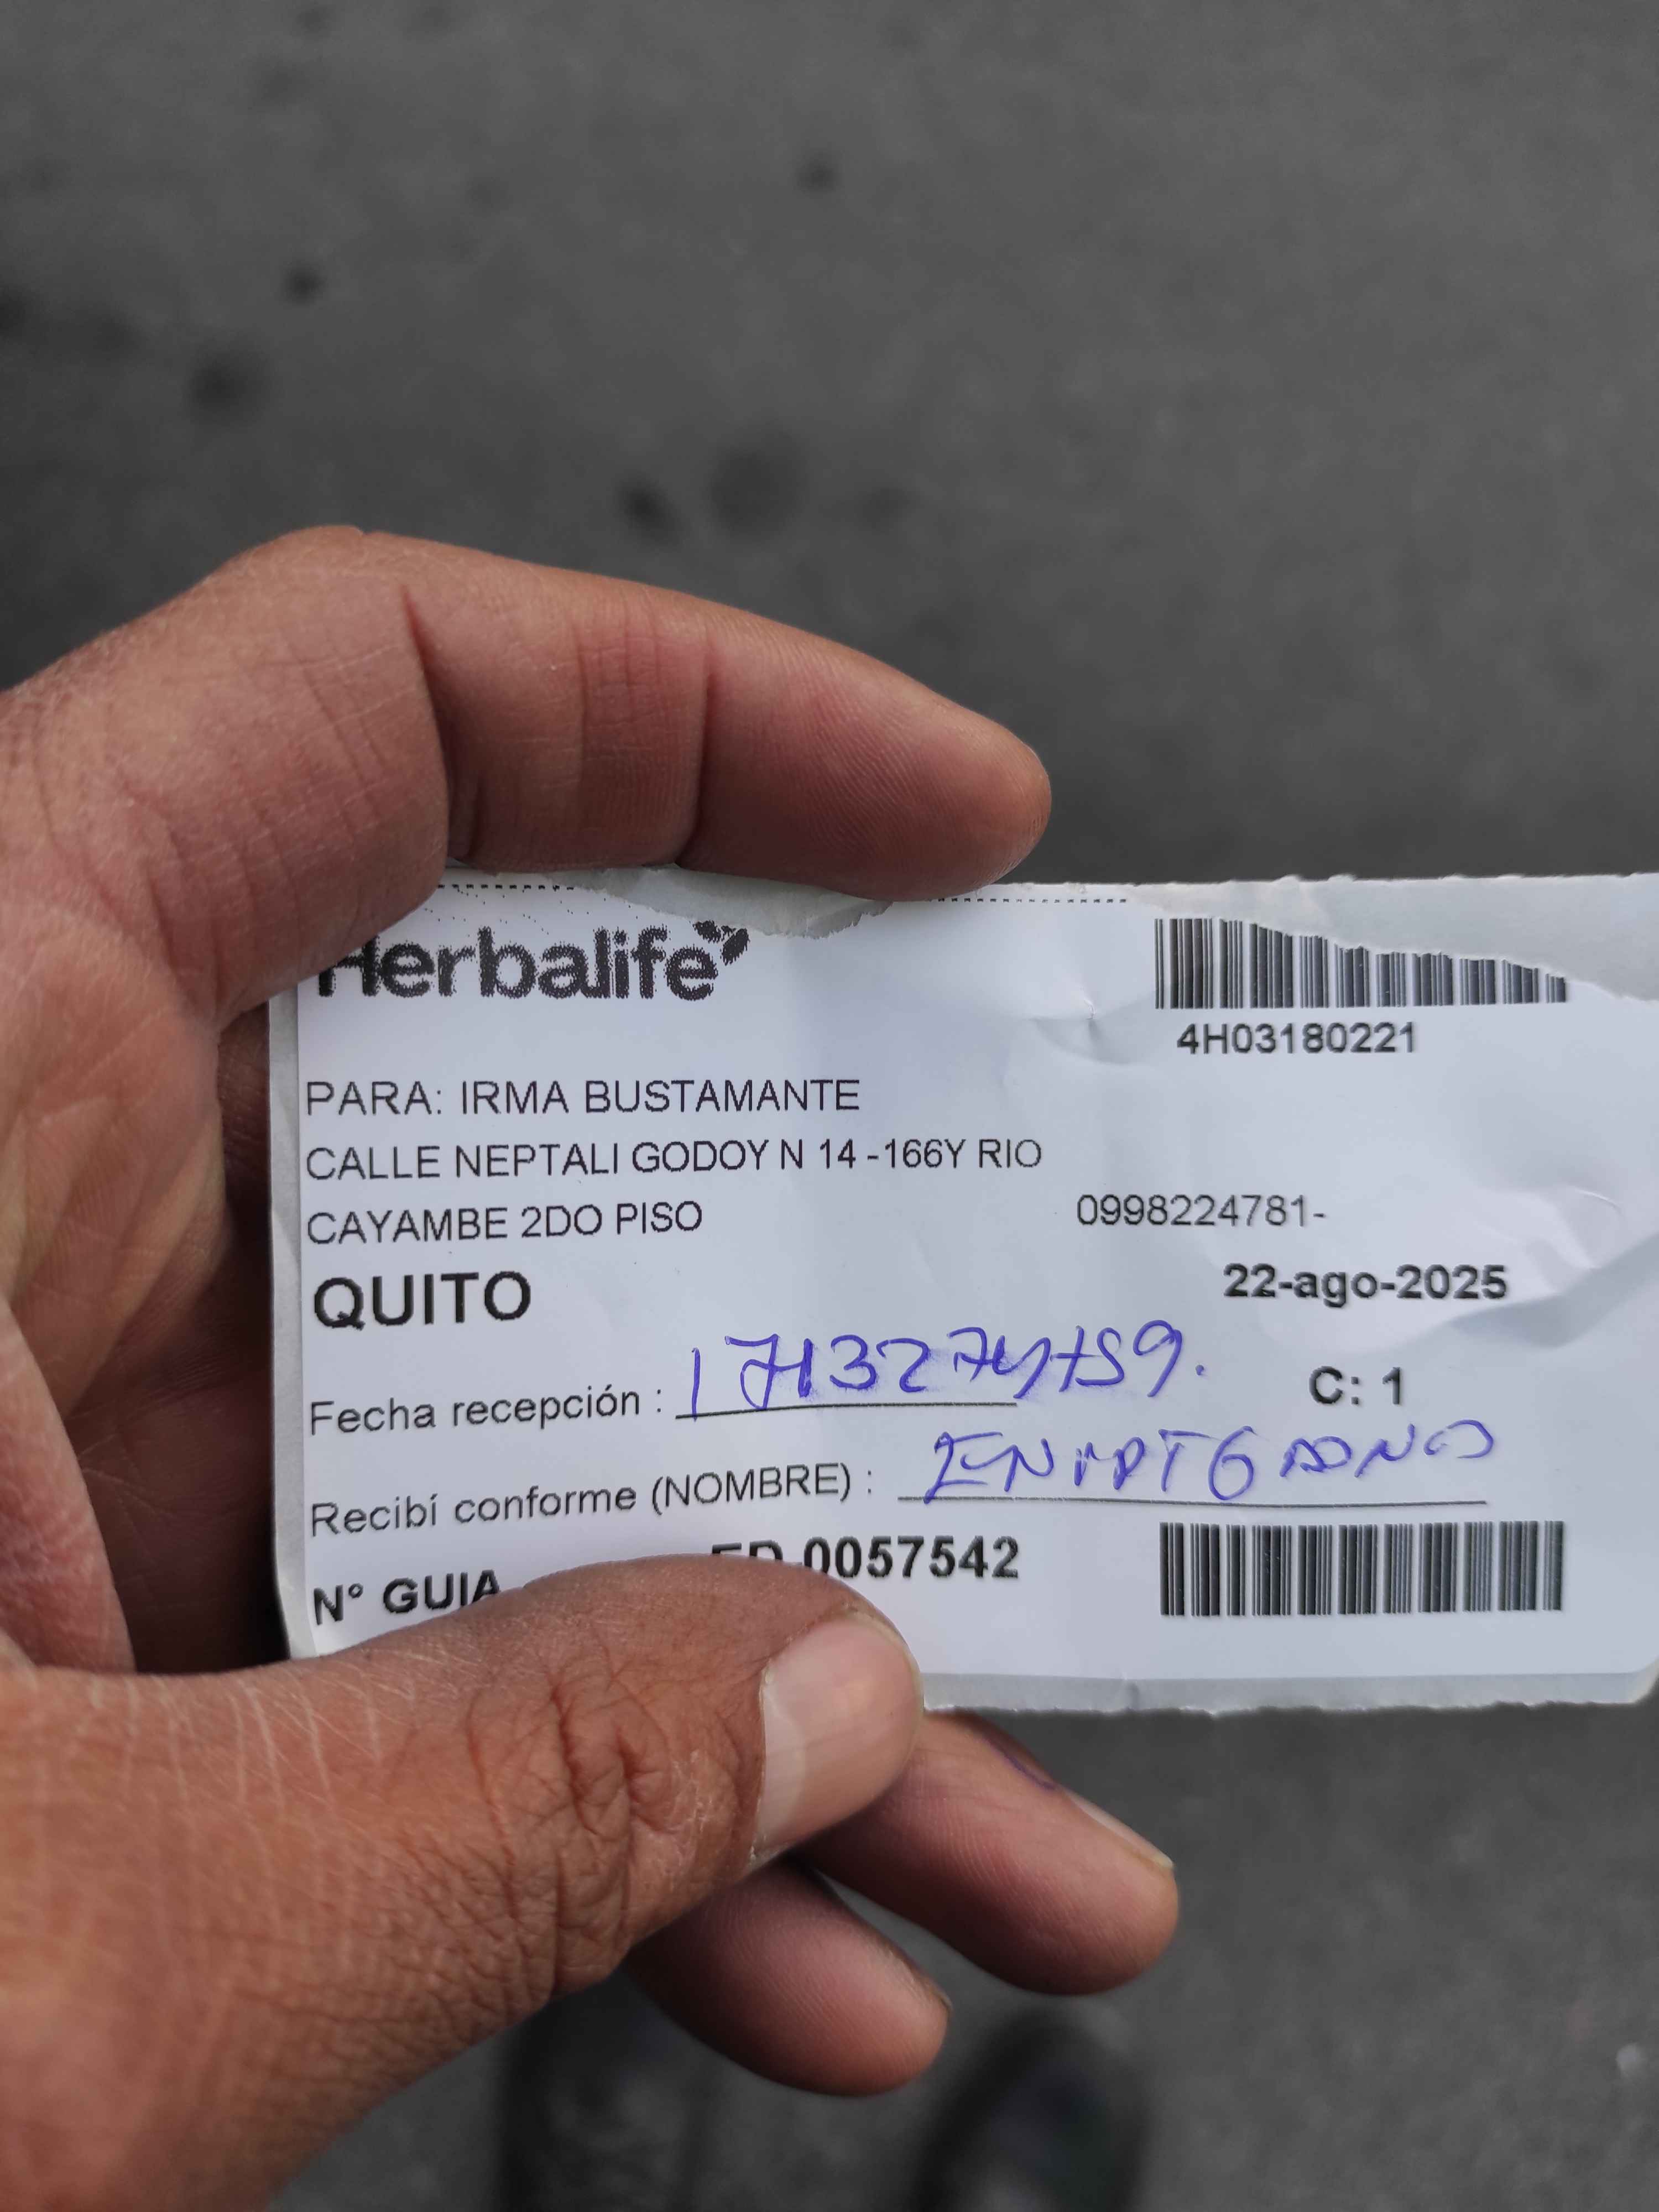 Herbalife
4H03180221
PARA: IRMA BUSTAMANTE
CALLE NEPTALI GODOY N 14 -166Y RIO
CAYAMBE 2DO PISO
0998224781-
QUITO
22-ago-2025
Fecha recepción :
C: 1
Recibí conforme (NOMBRE) :
N° GUIA 0057542